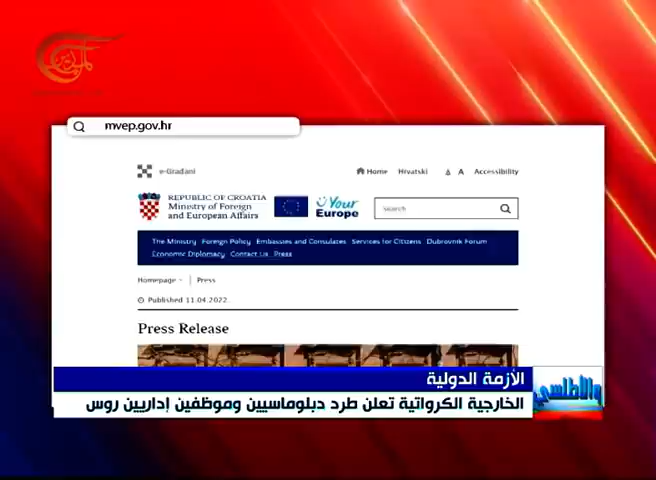 الميادين
mvep.gov.hr
e-Građani
Home Hrvatski A A Accessibility
REPUBLIC OF CROATIA
Ministry of Foreign
and European Affairs
Your
Europe
Search
The Ministry Foreign Policy Embassies and Consulates Services for Citizens Dubrovnik Forum
Economic Diplomacy Contact Us Press
Homepage Press
Published 11.04.2022.
Press Release
الأزمة الدولية
والأطلسي
الخارجية الكرواتية تعلن طرد دبلوماسيين وموظفين إداريين روس